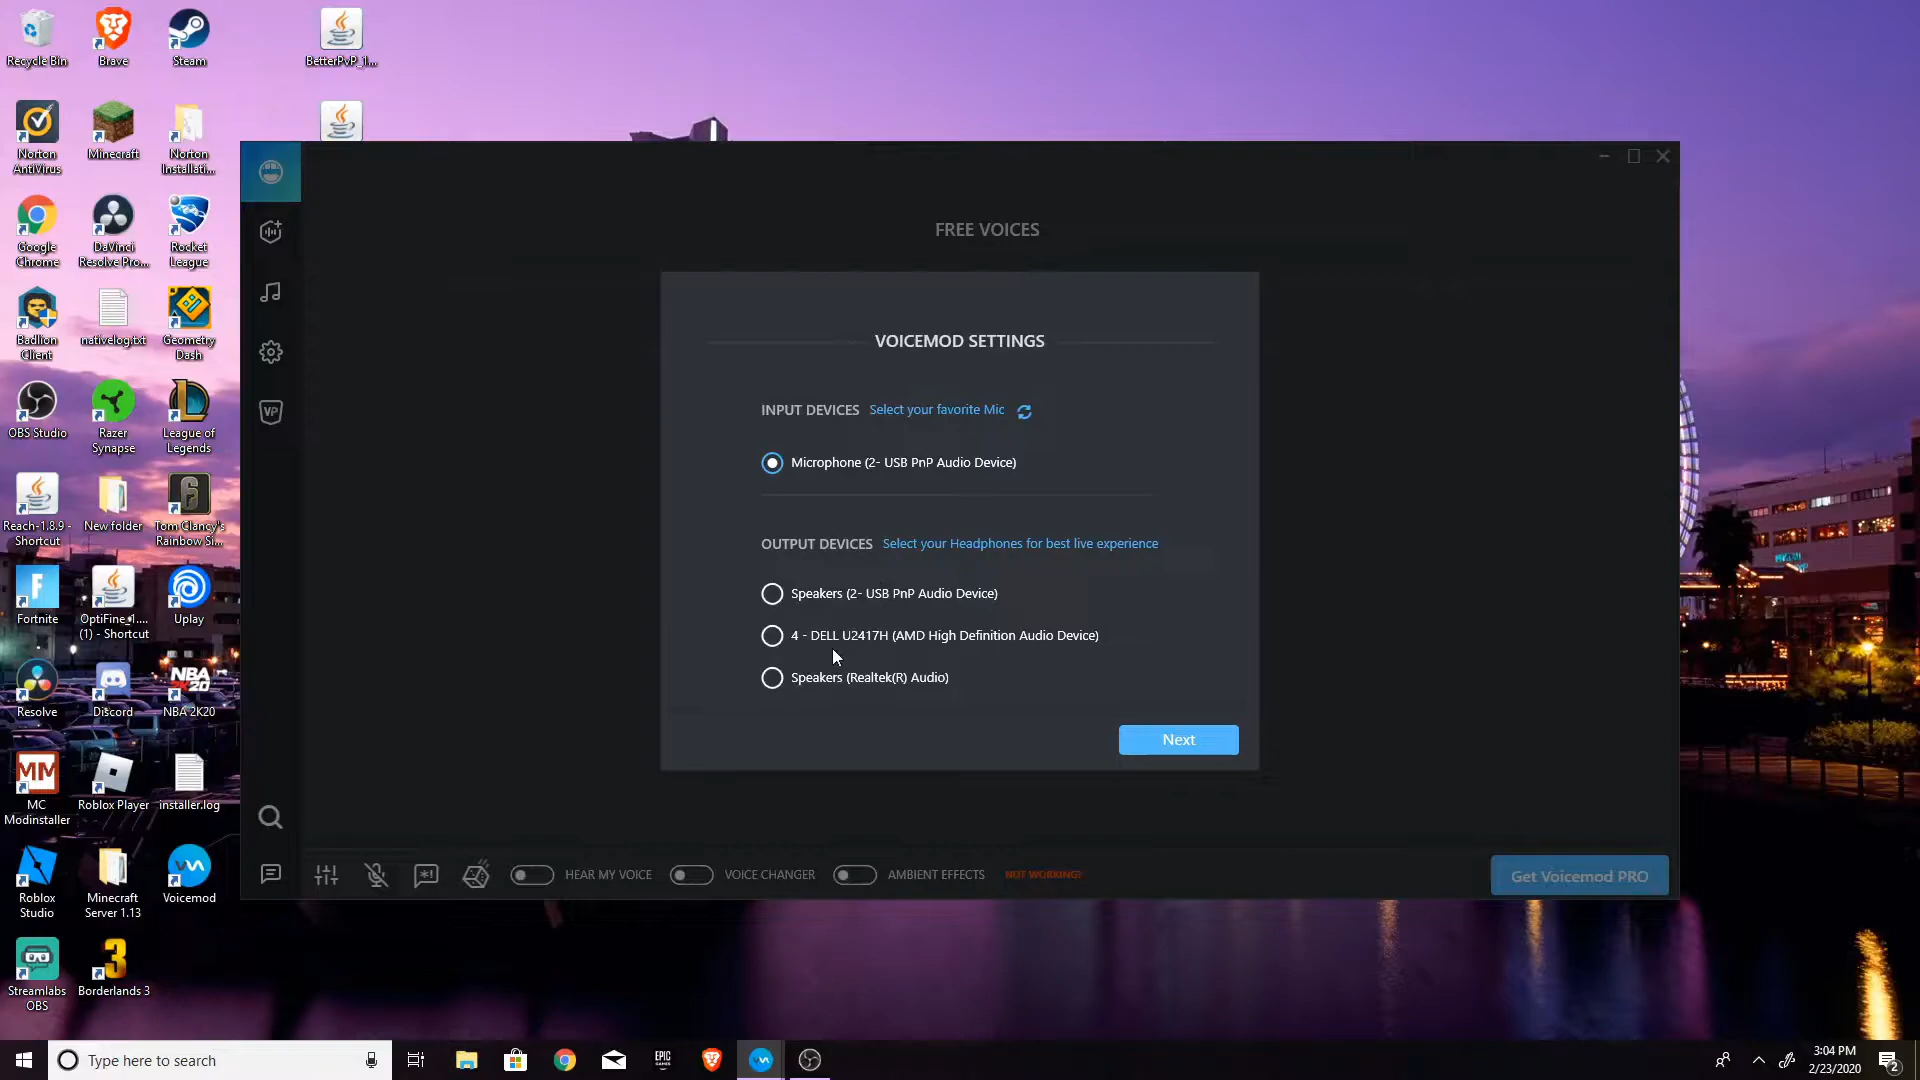 Recycle Bin
Brave
Steam
BetterPvP_1...
Norton
AntiVirus
Minecraft
Norton
Installati...
Google
Chrome
DaVinci
Resolve Pro...
Rocket
League
Badlion
Client
nativelog.txt
Geometry
Dash
OBS Studio
Razer
Synapse
League of
Legends
Reach-1.8.9 -
Shortcut
New folder
Tom Clancy's
Rainbow Si...
Fortnite
OptiFine_1....
(1) - Shortcut
Uplay
Resolve
Discord
NBA 2K20
MC
Modinstaller
Roblox Player
installer.log
Roblox
Studio
Minecraft
Server 1.13
Voicemod
Streamlabs
OBS
Borderlands 3
FREE VOICES
VOICEMOD SETTINGS
INPUT DEVICES Select your favorite Mic
Microphone (2- USB PnP Audio Device)
OUTPUT DEVICES Select your Headphones for best live experience
Speakers (2- USB PnP Audio Device)
4 - DELL U2417H (AMD High Definition Audio Device)
Speakers (Realtek(R) Audio)
Next
HEAR MY VOICE
VOICE CHANGER
AMBIENT EFFECTS
NOT WORKING?
Get Voicemod PRO
Type here to search
EPIC
GAMES
3:04 PM
2/23/2020
2